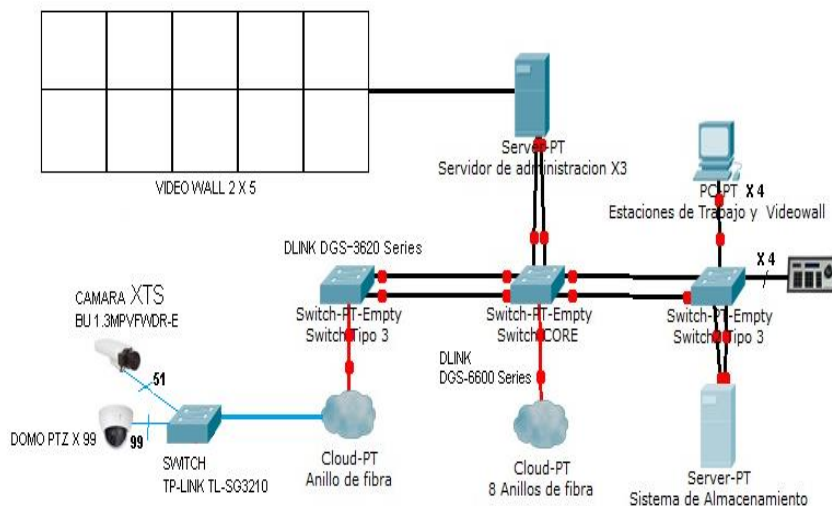 VIDEO WALL 2 X 5
Server-PT
Servidor de administracion X3
PC-PT X 4
Estaciones de Trabajo y Videowall
DLINK DGS-3620 Series
X 4
CAMARA XTS
BU 1.3MPVFWDR-E
51
DOMO PTZ X 99
99
SWITCH
TP-LINK TL-SG3210
Switch-PT-Empty
Switch Tipo 3
Switch-PT-Empty
Switch CORE
Switch-PT-Empty
Switch Tipo 3
DLINK
DGS-6600 Series
Cloud-PT
Anillo de fibra
Cloud-PT
8 Anillos de fibra
Server-PT
Sistema de Almacenamiento